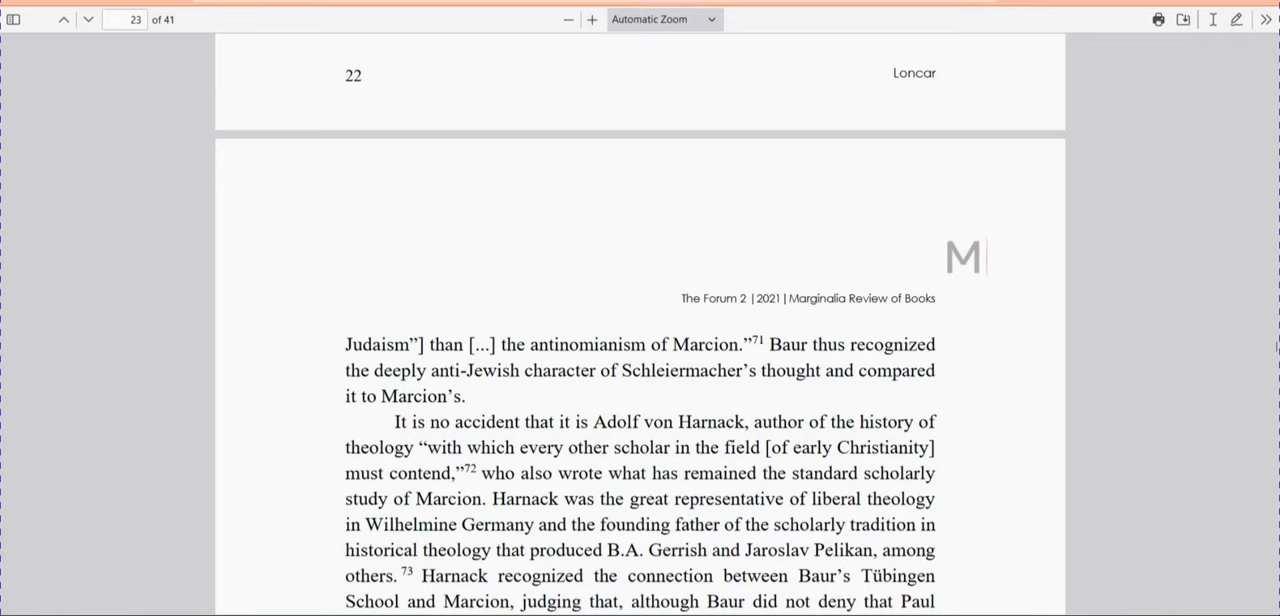 23 of 41
Automatic Zoom
22
Loncar
M
The Forum 2 | 2021 | Marginalia Review of Books
Judaism”] than [...] the antinomianism of Marcion.”71 Baur thus recognized
the deeply anti-Jewish character of Schleiermacher’s thought and compared
it to Marcion’s.
It is no accident that it is Adolf von Harnack, author of the history of
theology “with which every other scholar in the field [of early Christianity]
must contend,”72 who also wrote what has remained the standard scholarly
study of Marcion. Harnack was the great representative of liberal theology
in Wilhelmine Germany and the founding father of the scholarly tradition in
historical theology that produced B.A. Gerrish and Jaroslav Pelikan, among
others. 73 Harnack recognized the connection between Baur’s Tübingen
School and Marcion, judging that, although Baur did not deny that Paul